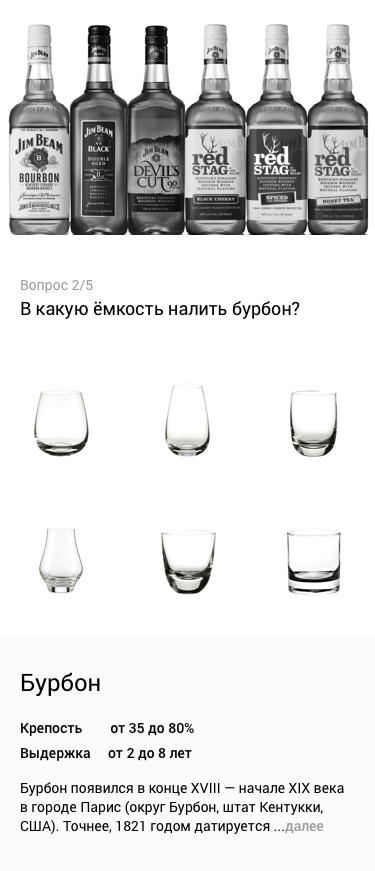 JIM BEAM
BOURBON
JIM BEAM
BLACK
DOUBLE
AGED
8
DEVIL'S
CUT 90
red
STAG
BLACK CHERRY
red
STAG
SPICED
red
STAG
HONEY TEA
Вопрос 2/5
В какую ёмкость налить бурбон?
Бурбон
Крепость от 35 до 80%
Выдержка от 2 до 8 лет
Бурбон появился в конце XVIII — начале XIX века
в городе Парис (округ Бурбон, штат Кентукки,
США). Точнее, 1821 годом датируется ...далее